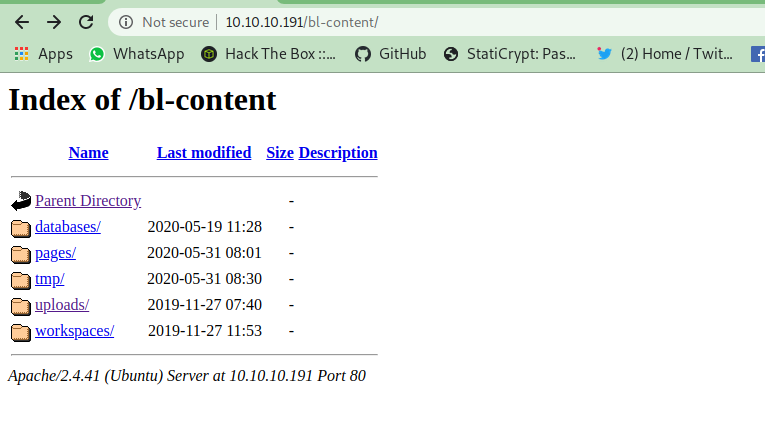 Not secure | 10.10.10.191/bl-content/
Apps WhatsApp Hack The Box ::... GitHub StatiCrypt: Pas... (2) Home / Twit...
Index of /bl-content
Name Last modified Size Description
Parent Directory -
databases/ 2020-05-19 11:28 -
pages/ 2020-05-31 08:01 -
tmp/ 2020-05-31 08:30 -
uploads/ 2019-11-27 07:40 -
workspaces/ 2019-11-27 11:53 -
Apache/2.4.41 (Ubuntu) Server at 10.10.10.191 Port 80